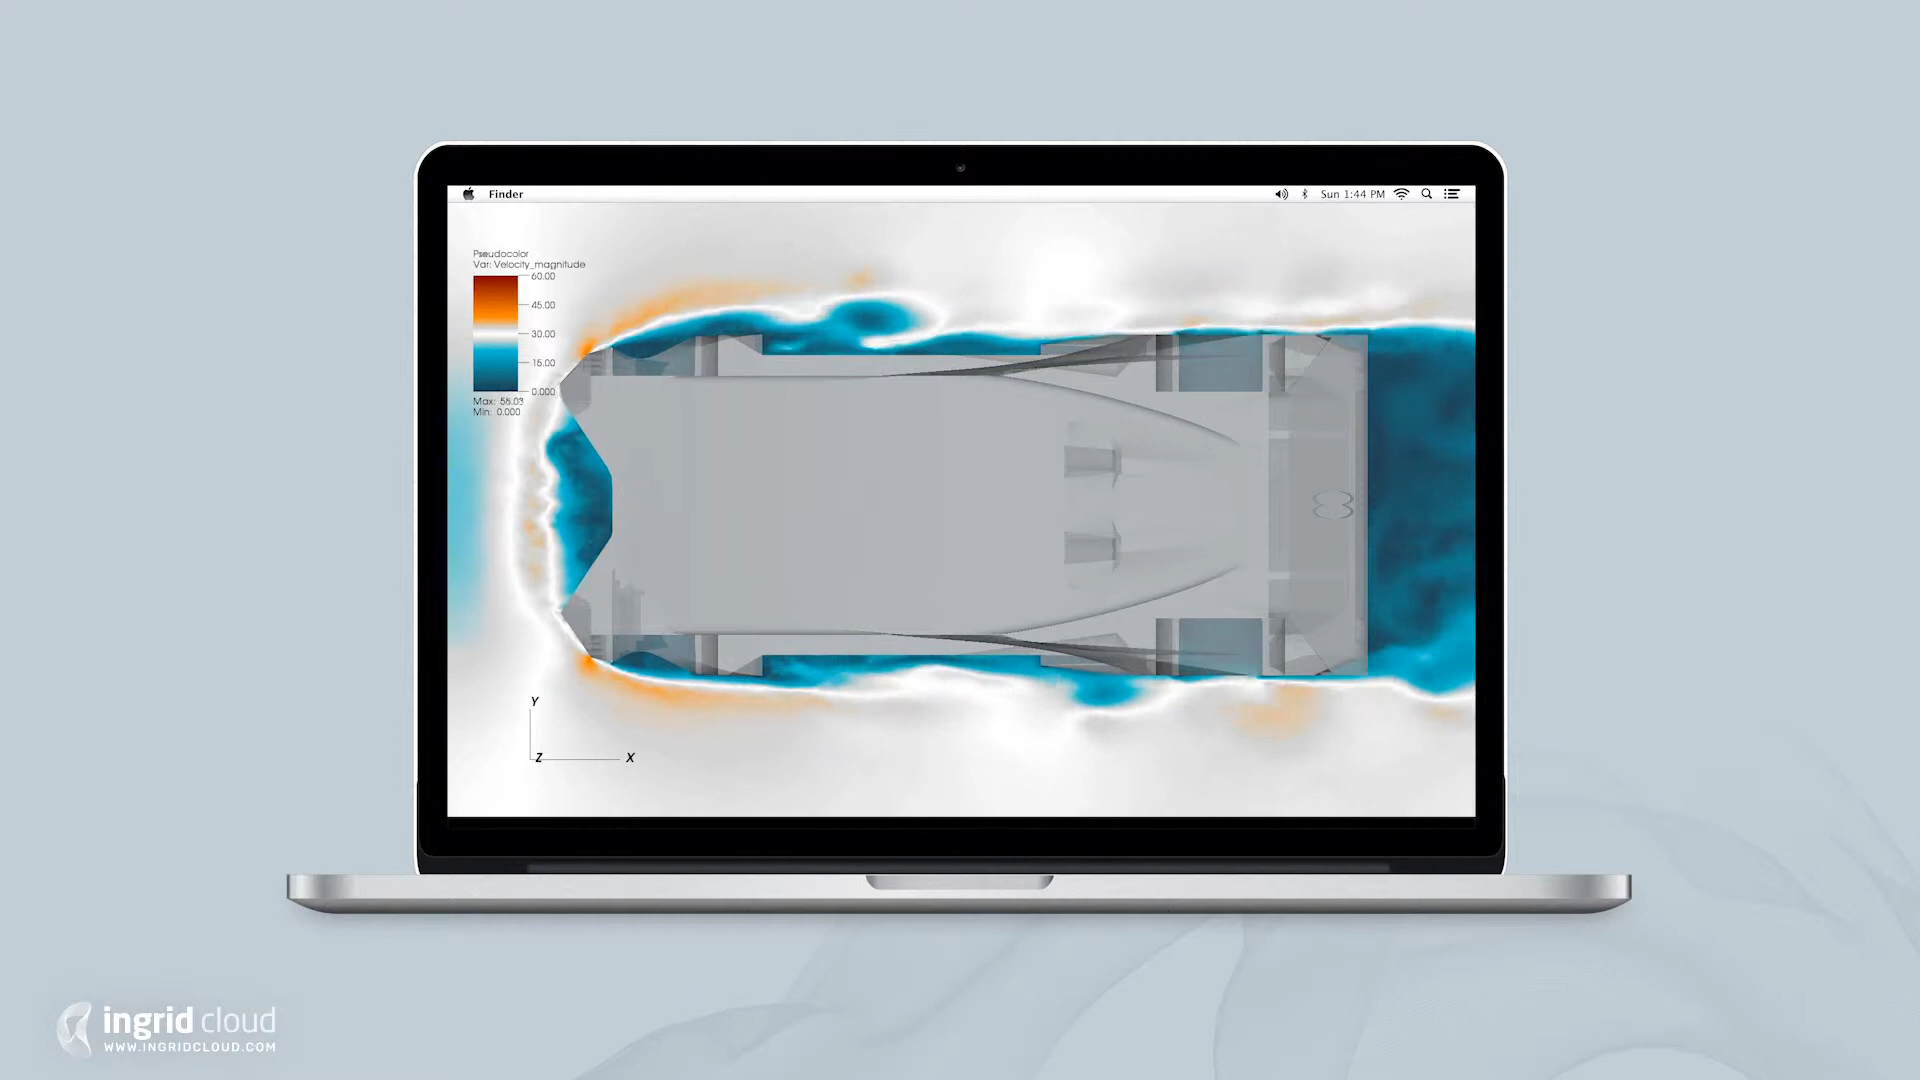 Finder
Sun 1:44 PM
Pseudocolor
Var: Velocity_magnitude
60.00
45.00
30.00
15.00
0.000
Max: 55.03
Min: 0.000
Y
Z
X
ingrid cloud
WWW.INGRIDCLOUD.COM